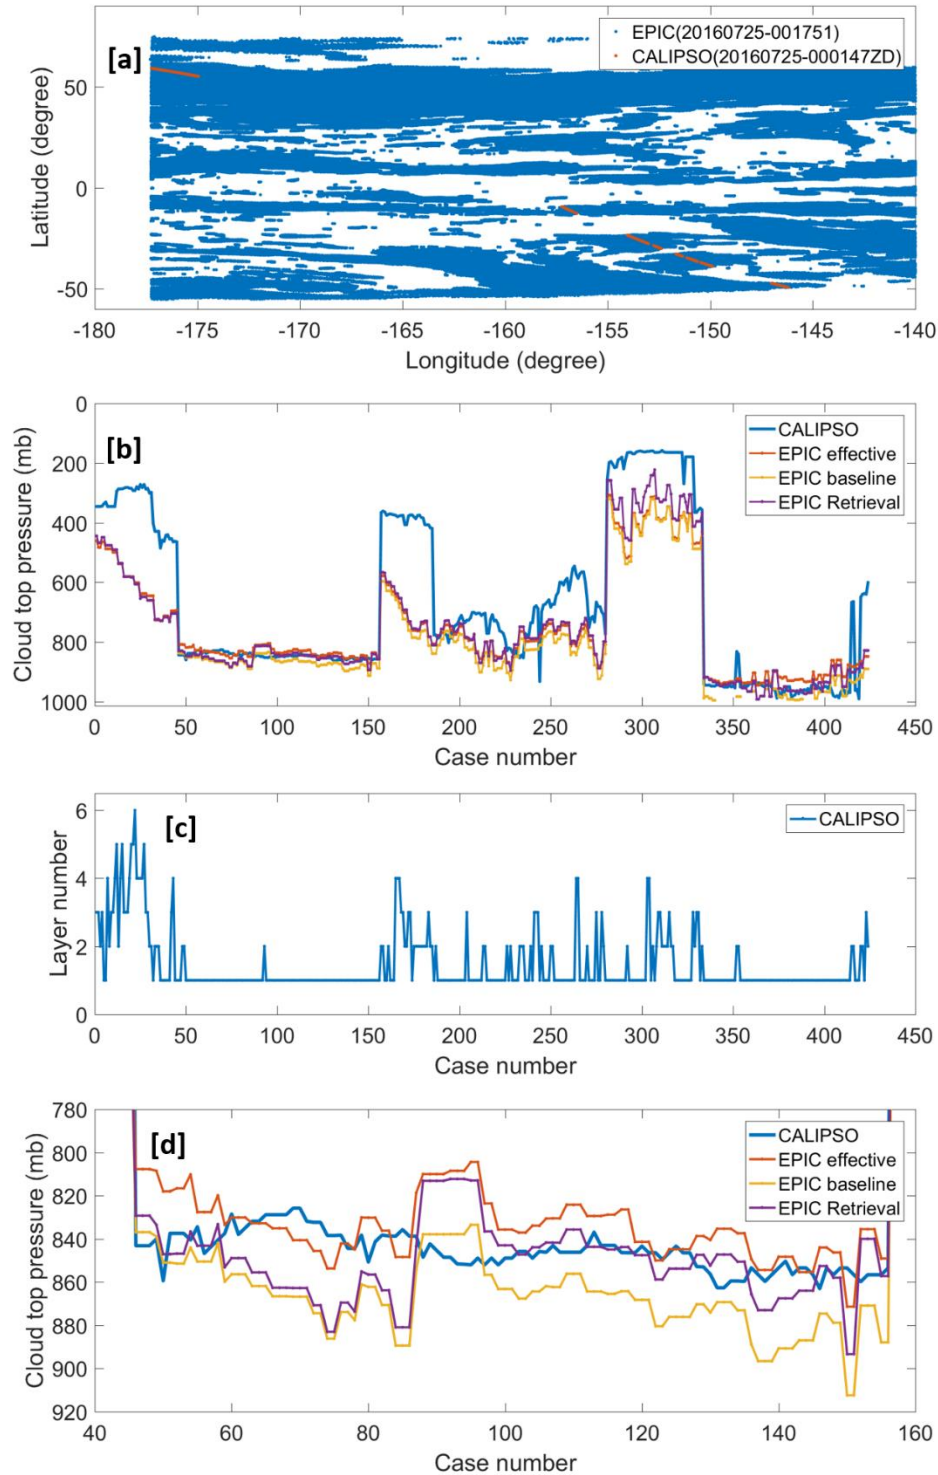 [a]
EPIC(20160725-001751)
CALIPSO(20160725-000147ZD)
Latitude (degree)
50
0
-50
-180 -175 -170 -165 -160 -155 -150 -145 -140
Longitude (degree)
[b]
CALIPSO
EPIC effective
EPIC baseline
EPIC Retrieval
Cloud top pressure (mb)
0
200
400
600
800
1000
0 50 100 150 200 250 300 350 400 450
Case number
[c]
CALIPSO
Layer number
6
4
2
0
0 50 100 150 200 250 300 350 400 450
Case number
[d]
CALIPSO
EPIC effective
EPIC baseline
EPIC Retrieval
Cloud top pressure (mb)
780
800
820
840
860
880
900
920
40 60 80 100 120 140 160
Case number